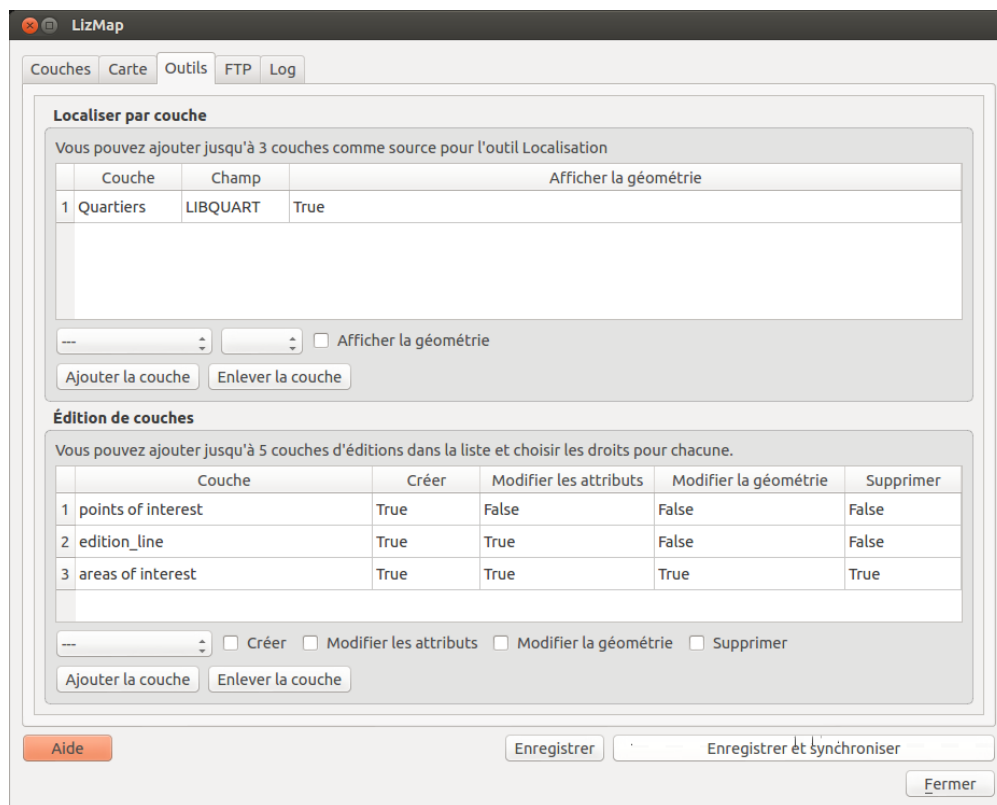 LizMap
Couches Carte Outils FTP Log
Localiser par couche
Vous pouvez ajouter jusqu'à 3 couches comme source pour l'outil Localisation
Couche Champ Afficher la géométrie
1 Quartiers LIBQUART True
--- Afficher la géométrie
Ajouter la couche Enlever la couche
Édition de couches
Vous pouvez ajouter jusqu'à 5 couches d'éditions dans la liste et choisir les droits pour chacune.
Couche Créer Modifier les attributs Modifier la géométrie Supprimer
1 points of interest True False False False
2 edition_line True True False False
3 areas of interest True True True True
--- Créer Modifier les attributs Modifier la géométrie Supprimer
Ajouter la couche Enlever la couche
Aide Enregistrer Enregistrer et synchroniser
Fermer